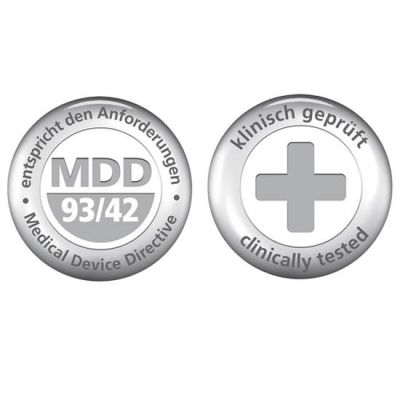 • entspricht den Anforderungen •
MDD
93/42
Medical Device Directive
klinisch geprüft
clinically tested